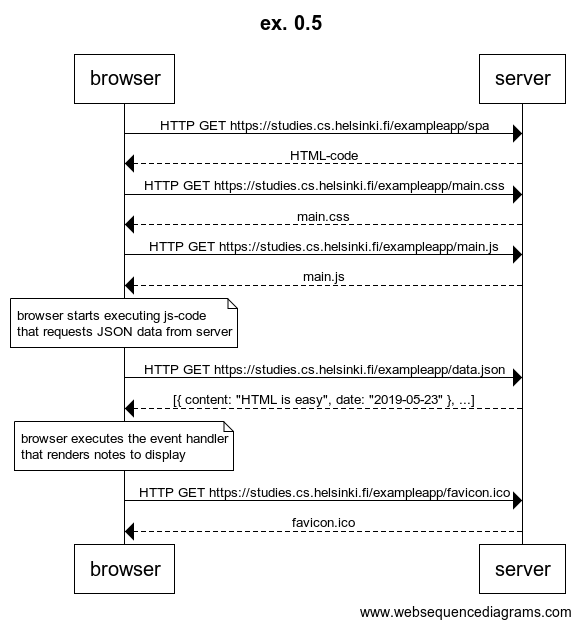 ex. 0.5
browser
server
HTTP GET https://studies.cs.helsinki.fi/exampleapp/spa
HTML-code
HTTP GET https://studies.cs.helsinki.fi/exampleapp/main.css
main.css
HTTP GET https://studies.cs.helsinki.fi/exampleapp/main.js
main.js
browser starts executing js-code
that requests JSON data from server
HTTP GET https://studies.cs.helsinki.fi/exampleapp/data.json
[{ content: "HTML is easy", date: "2019-05-23" }, ...]
browser executes the event handler
that renders notes to display
HTTP GET https://studies.cs.helsinki.fi/exampleapp/favicon.ico
favicon.ico
browser
server
www.websequencediagrams.com